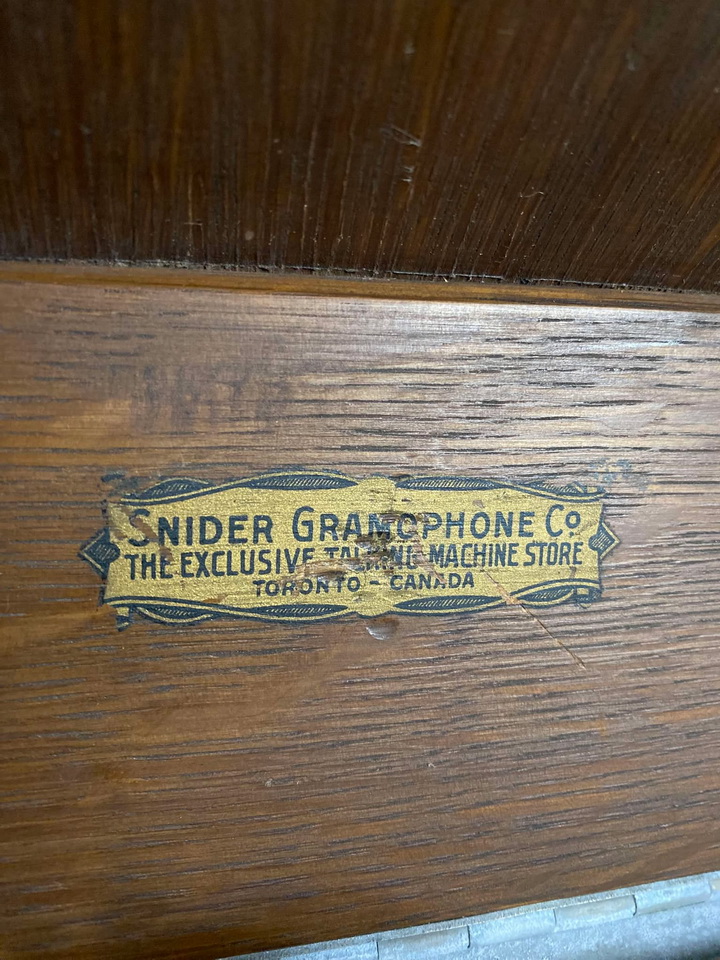 SNIDER GRAMOPHONE Co.
THE EXCLUSIVE TALKING MACHINE STORE
TORONTO - CANADA